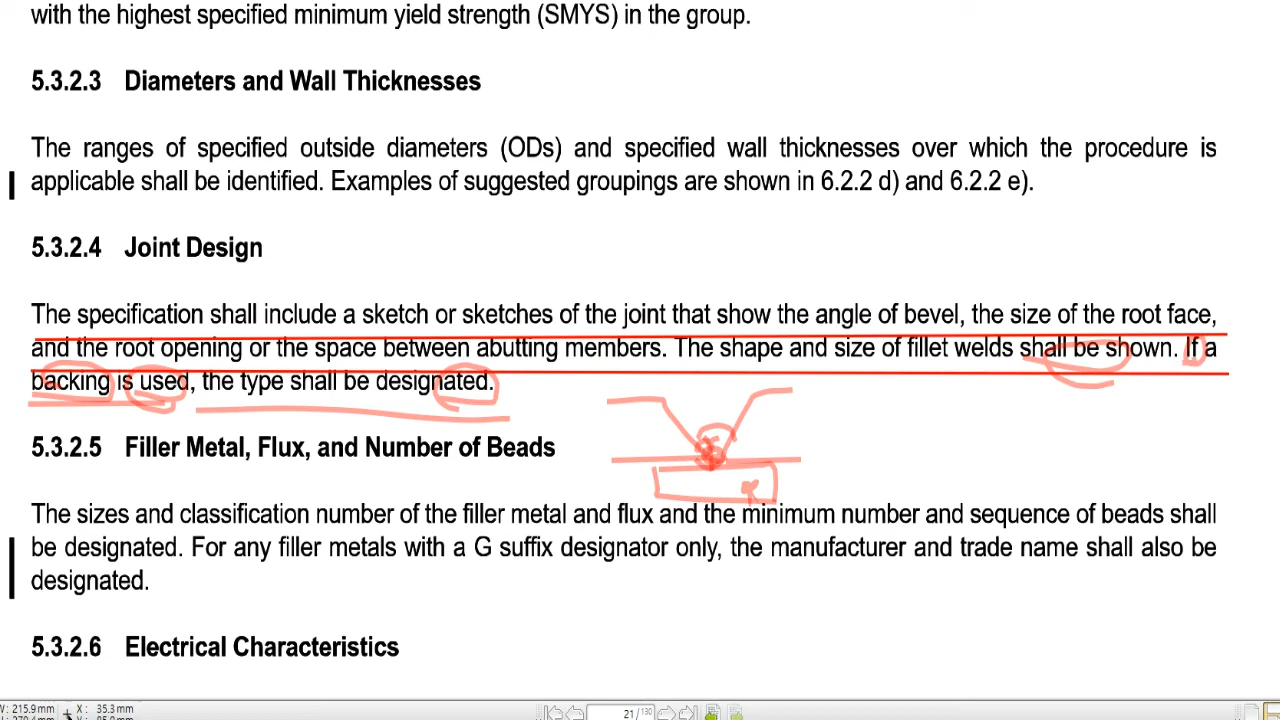 with the highest specified minimum yield strength (SMYS) in the group.
5.3.2.3 Diameters and Wall Thicknesses
The ranges of specified outside diameters (ODs) and specified wall thicknesses over which the procedure is
applicable shall be identified. Examples of suggested groupings are shown in 6.2.2 d) and 6.2.2 e).
5.3.2.4 Joint Design
The specification shall include a sketch or sketches of the joint that show the angle of bevel, the size of the root face,
and the root opening or the space between abutting members. The shape and size of fillet welds shall be shown. If a
backing is used, the type shall be designated.
5.3.2.5 Filler Metal, Flux, and Number of Beads
The sizes and classification number of the filler metal and flux and the minimum number and sequence of beads shall
be designated. For any filler metals with a G suffix designator only, the manufacturer and trade name shall also be
designated.
5.3.2.6 Electrical Characteristics
: 215.9 mm X: 35.3 mm
21/130